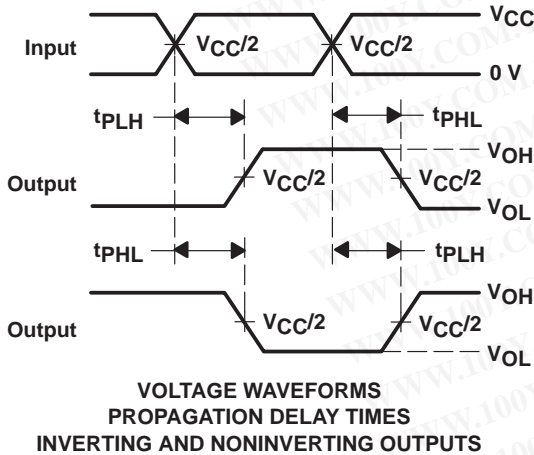 VCC
Input
VCC/2
VCC/2
0 V
tPLH
tPHL
VOH
Output
VCC/2
VCC/2
VOL
tPHL
tPLH
VOH
Output
VCC/2
VCC/2
VOL
VOLTAGE WAVEFORMS
PROPAGATION DELAY TIMES
INVERTING AND NONINVERTING OUTPUTS